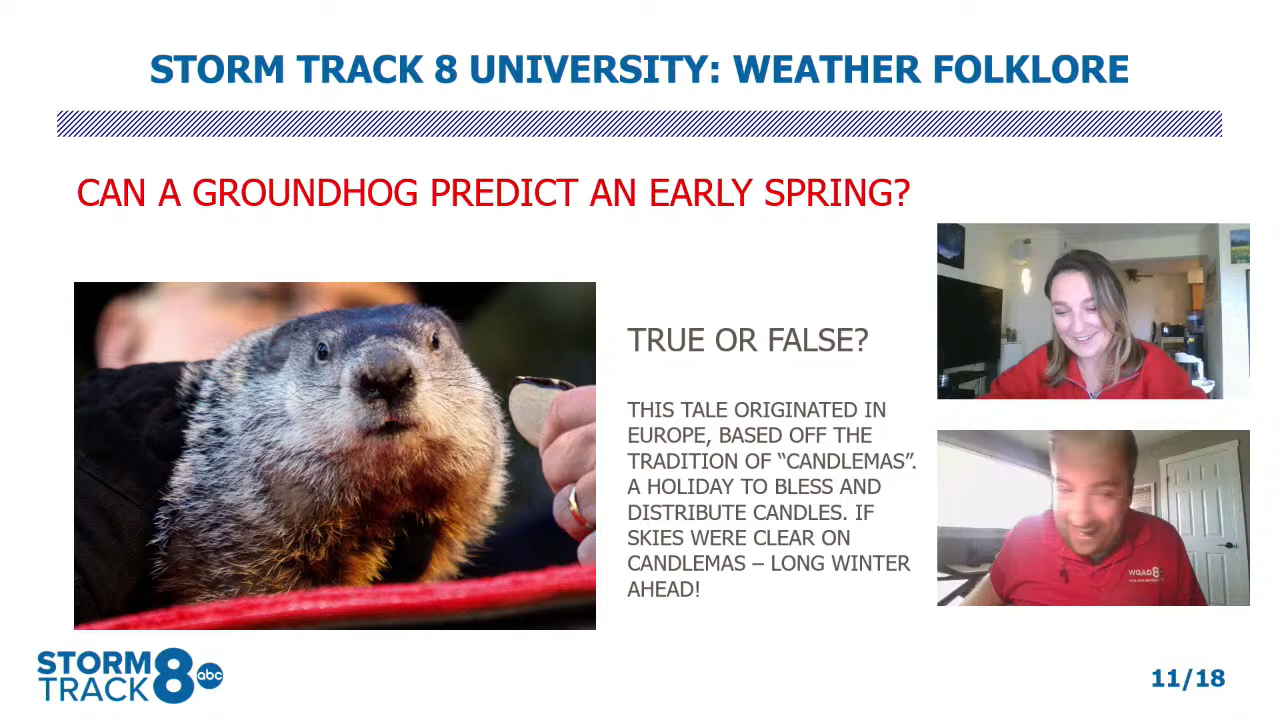 STORM TRACK 8 UNIVERSITY: WEATHER FOLKLORE
CAN A GROUNDHOG PREDICT AN EARLY SPRING?
TRUE OR FALSE?
THIS TALE ORIGINATED IN
EUROPE, BASED OFF THE
TRADITION OF “CANDLEMAS”.
A HOLIDAY TO BLESS AND
DISTRIBUTE CANDLES. IF
SKIES WERE CLEAR ON
CANDLEMAS – LONG WINTER
AHEAD!
WQAD8
STORM
TRACK 8 abc
11/18